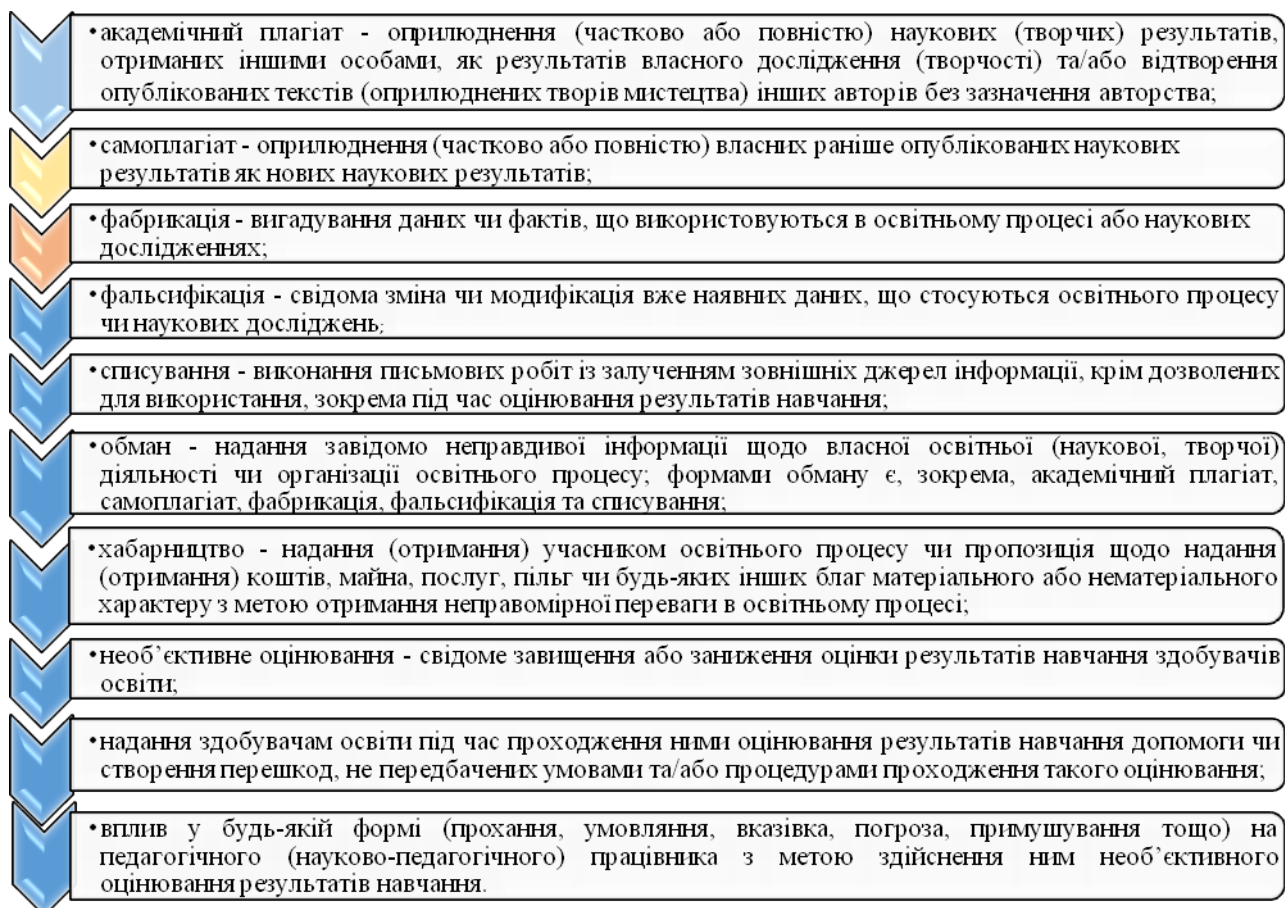 •академічний плагіат - оприлюднення (частково або повністю) наукових (творчих) результатів,
отриманих іншими особами, як результатів власного дослідження (творчості) та/або відтворення
опублікованих текстів (оприлюднених творів мистецтва) інших авторів без зазначення авторства;
•самоплагіат - оприлюднення (частково або повністю) власних раніше опублікованих наукових
результатів як нових наукових результатів;
•фабрикація - вигадування даних чи фактів, що використовуються в освітньому процесі або наукових
дослідженнях;
•фальсифікація - свідома зміна чи модифікація вже наявних даних, що стосуються освітнього процесу
чи наукових досліджень;
•списування - виконання письмових робіт із залученням зовнішніх джерел інформації, крім дозволених
для використання, зокрема під час оцінювання результатів навчання;
•обман - надання завідомо неправдивої інформації щодо власної освітньої (наукової, творчої)
діяльності чи організації освітнього процесу; формами обману є, зокрема, академічний плагіат,
самоплагіат, фабрикація, фальсифікація та списування;
•хабарництво - надання (отримання) учасником освітнього процесу чи пропозиція щодо надання
(отримання) коштів, майна, послуг, пільг чи будь-яких інших благ матеріального або нематеріального
характеру з метою отримання неправомірної переваги в освітньому процесі;
•необ’єктивне оцінювання - свідоме завищення або заниження оцінки результатів навчання здобувачів
освіти;
•надання здобувачам освіти під час проходження ними оцінювання результатів навчання допомоги чи
створення перешкод, не передбачених умовами та/або процедурами проходження такого оцінювання;
•вплив у будь-якій формі (прохання, умовляння, вказівка, погроза, примушування тощо) на
педагогічного (науково-педагогічного) працівника з метою здійснення ним необ’єктивного
оцінювання результатів навчання.